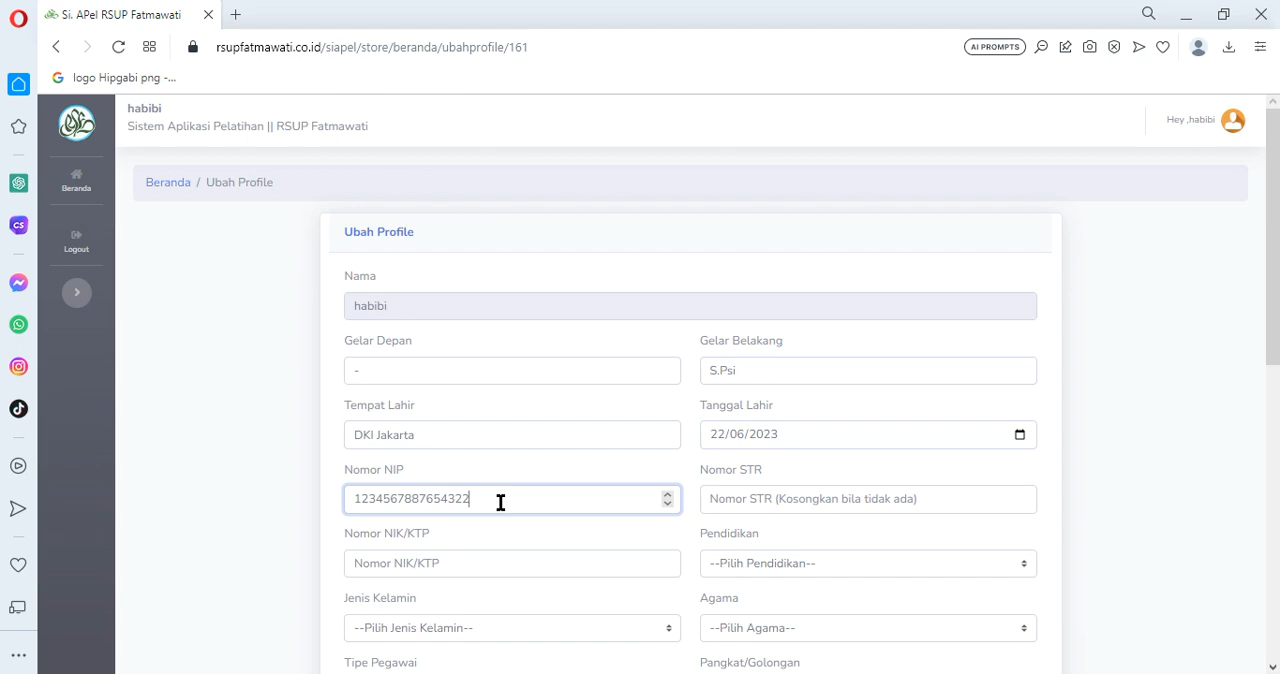 Si. APel RSUP Fatmawati
rsupfatmawati.co.id/siapel/store/beranda/ubahprofile/161
AI PROMPTS
logo Hipgabi png -...
habibi
Sistem Aplikasi Pelatihan || RSUP Fatmawati
Hey ,habibi
Beranda
Logout
Beranda / Ubah Profile
Ubah Profile
Nama
habibi
Gelar Depan
Gelar Belakang
-
S.Psi
Tempat Lahir
Tanggal Lahir
DKI Jakarta
22/06/2023
Nomor NIP
Nomor STR
1234567887654322
Nomor STR (Kosongkan bila tidak ada)
Nomor NIK/KTP
Pendidikan
Nomor NIK/KTP
--Pilih Pendidikan--
Jenis Kelamin
Agama
--Pilih Jenis Kelamin--
--Pilih Agama--
Tipe Pegawai
Pangkat/Golongan
CS